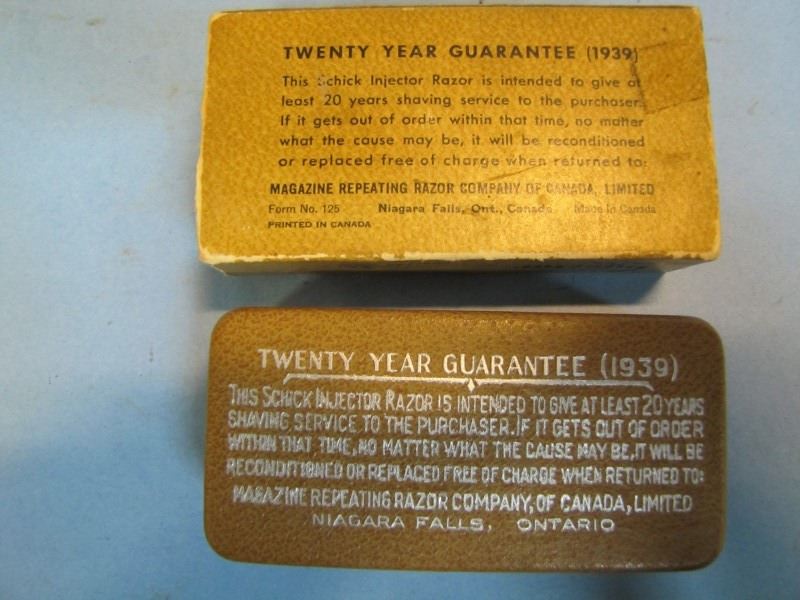 TWENTY YEAR GUARANTEE (1939)
This Schick Injector Razor is intended to give at
least 20 years shaving service to the purchaser.
If it gets out of order within that time, no matter
what the cause may be, it will be reconditioned
or replaced free of charge when returned to:
MAGAZINE REPEATING RAZOR COMPANY OF CANADA, LIMITED
Form No. 125 Niagara Falls, Ont., Canada Made in Canada
PRINTED IN CANADA
TWENTY YEAR GUARANTEE (1939)
THIS SCHICK INJECTOR RAZOR IS INTENDED TO GIVE AT LEAST 20 YEARS
SHAVING SERVICE TO THE PURCHASER. IF IT GETS OUT OF ORDER
WITHIN THAT TIME, NO MATTER WHAT THE CAUSE MAY BE, IT WILL BE
RECONDITIONED OR REPLACED FREE OF CHARGE WHEN RETURNED TO:
MAGAZINE REPEATING RAZOR COMPANY, OF CANADA, LIMITED
NIAGARA FALLS, ONTARIO